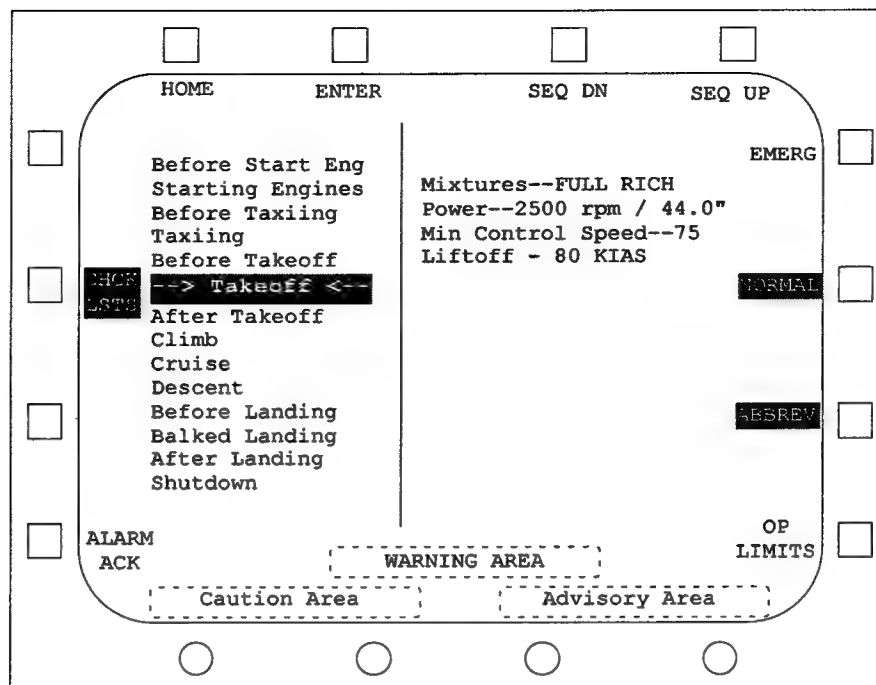 HOME ENTER SEQ DN SEQ UP
EMERG
Before Start Eng
Starting Engines
Before Taxiing
Taxiing
Before Takeoff
--> Takeoff <--
After Takeoff
Climb
Cruise
Descent
Before Landing
Balked Landing
After Landing
Shutdown
Mixtures--FULL RICH
Power--2500 rpm / 44.0"
Min Control Speed--75
Liftoff - 80 KIAS
CHCK
LSTS
NORMAL
ABBREV
ALARM
ACK
OP
LIMITS
WARNING AREA
Caution Area
Advisory Area